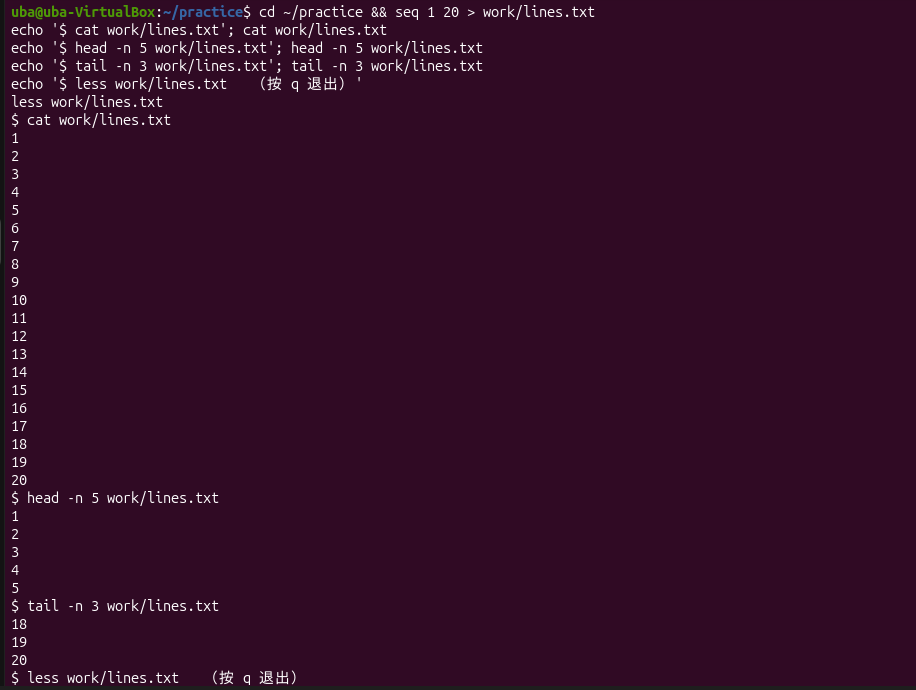 uba@uba-VirtualBox:~/practice$ cd ~/practice && seq 1 20 > work/lines.txt
echo '$ cat work/lines.txt'; cat work/lines.txt
echo '$ head -n 5 work/lines.txt'; head -n 5 work/lines.txt
echo '$ tail -n 3 work/lines.txt'; tail -n 3 work/lines.txt
echo '$ less work/lines.txt   （按 q 退出）'
less work/lines.txt
$ cat work/lines.txt
1
2
3
4
5
6
7
8
9
10
11
12
13
14
15
16
17
18
19
20
$ head -n 5 work/lines.txt
1
2
3
4
5
$ tail -n 3 work/lines.txt
18
19
20
$ less work/lines.txt   （按 q 退出）